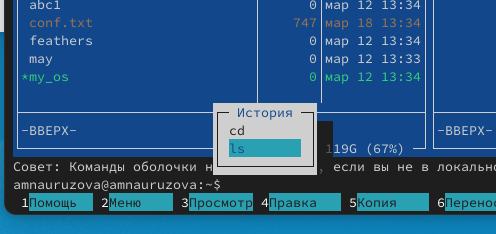 abc1 0 мар 12 13:34
conf.txt 747 мар 18 13:34
feathers 0 мар 12 13:34
may 0 мар 12 13:33
*my_os 0 мар 12 13:34
История
-ВВЕРХ- cd -ВВЕРХ-
ls 119G (67%)
Совет: Команды оболочки н , если вы не в локально
amnauruzova@amnauruzova:~$
1Помощь 2Меню 3Просмотр 4Правка 5Копия 6Перенос